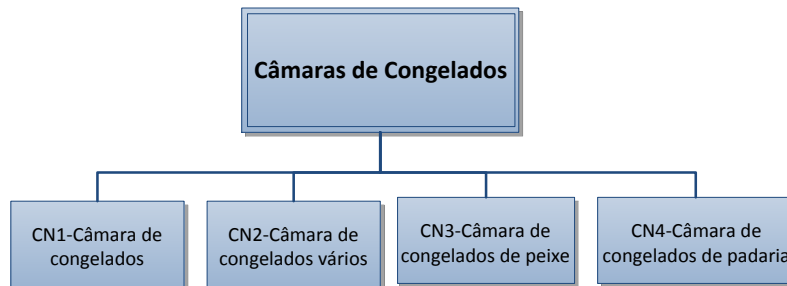 Câmaras de Congelados
CN1-Câmara de
congelados
CN2-Câmara de
congelados vários
CN3-Câmara de
congelados de peixe
CN4-Câmara de
congelados de padaria